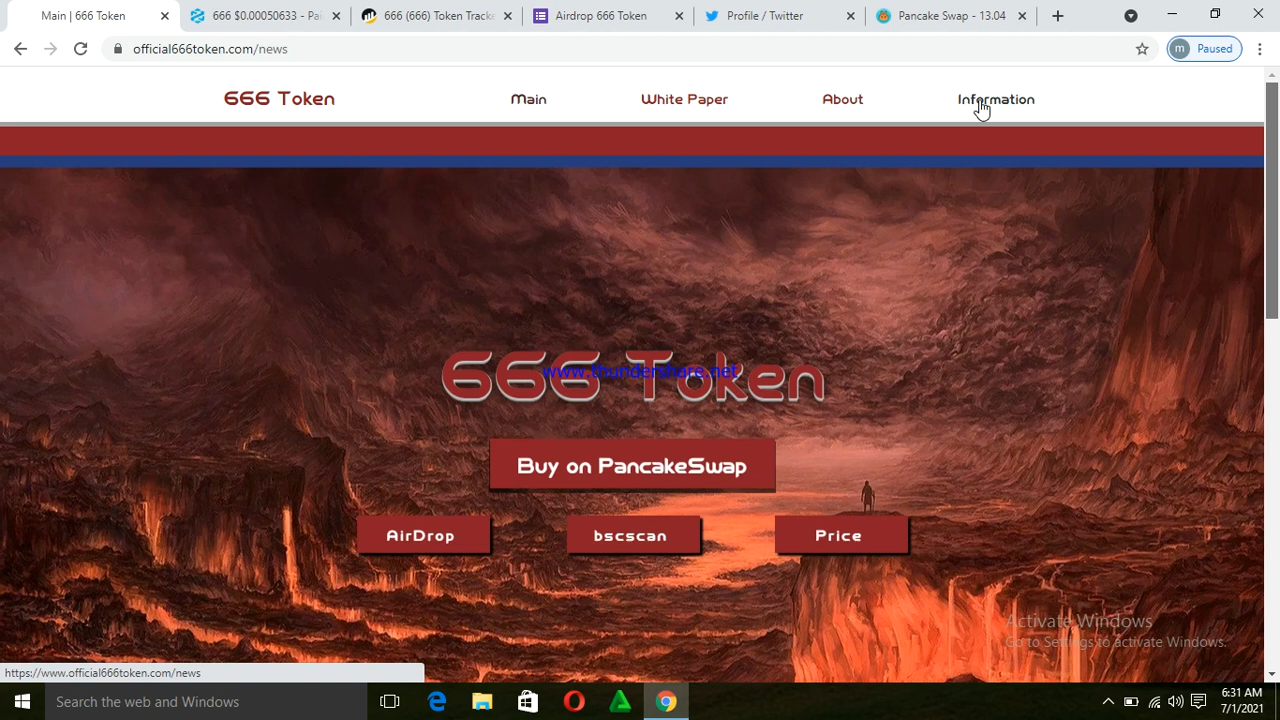 Main | 666 Token
666 $0.00050633 - Pa
666 (666) Token Track
Airdrop 666 Token
Profile / Twitter
Pancake Swap - 13.04
official666token.com/news
m
Paused
666 Token
Main
White Paper
About
Information
666 Token
www.thundershare.net
Buy on PancakeSwap
AirDrop
bscscan
Price
Activate Windows
Go to Settings to activate Windows.
https://www.official666token.com/news
Search the web and Windows
6:31 AM
7/1/2021